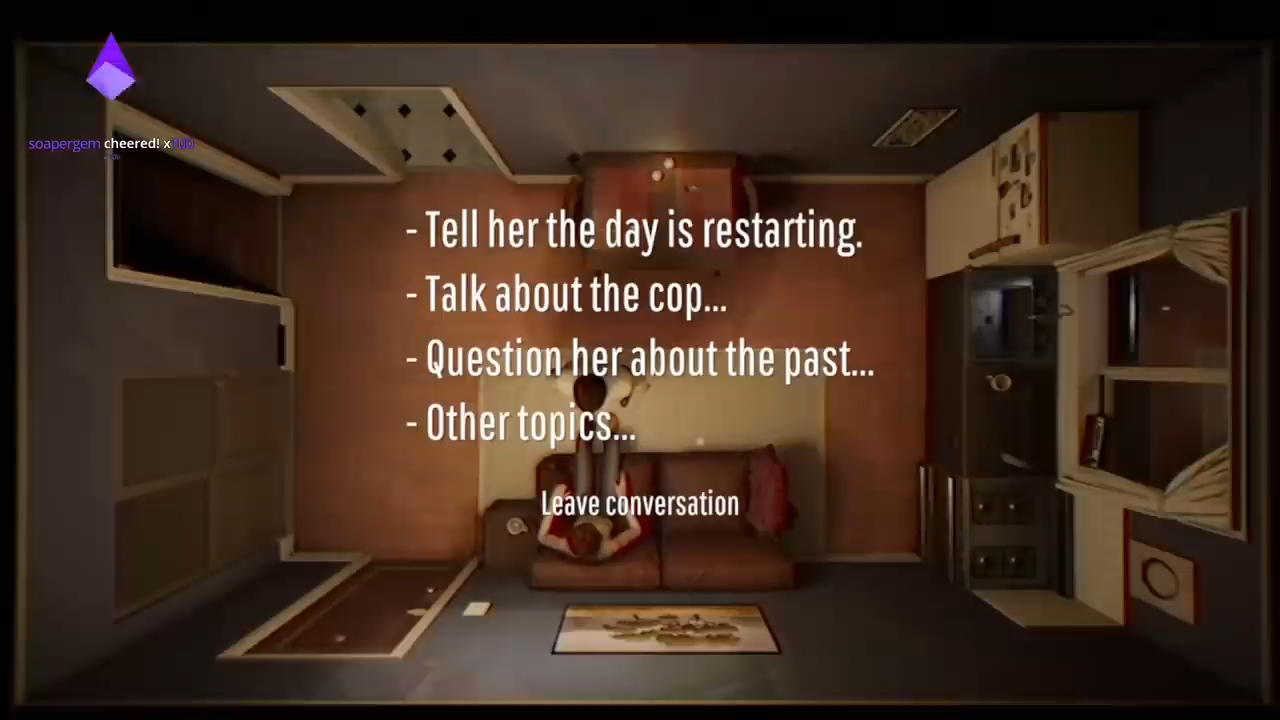 soapergem cheered! x100
- Tell her the day is restarting.
- Talk about the cop...
- Question her about the past...
- Other topics...
Leave conversation